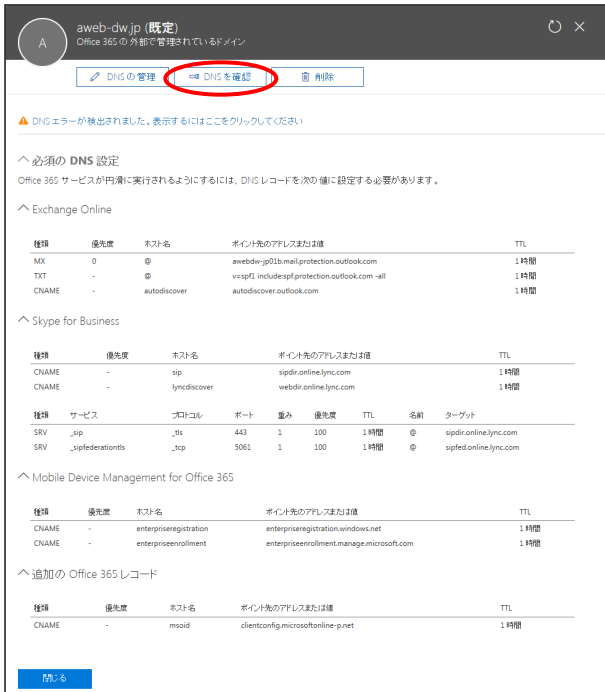 A
aweb-dw.jp (既定)
Office 365 の 外部で管理されているドメイン
DNS の管理 DNS を確認 削除
DNS エラーが検出されました。表示するにはここをクリックしてください
必須の DNS 設定
Office 365 サービスが円滑に実行されるようにするには、DNS レコードを次の値に設定する必要があります。
Exchange Online
種類 優先度 ホスト名 ポイント先のアドレスまたは値 TTL
MX 0 @ awebdw-jp01b.mail.protection.outlook.com 1 時間
TXT - @ v=spf1 include:spf.protection.outlook.com -all 1 時間
CNAME - autodiscover autodiscover.outlook.com 1 時間
Skype for Business
種類 優先度 ホスト名 ポイント先のアドレスまたは値 TTL
CNAME - sip sipdir.online.lync.com 1 時間
CNAME - lyncdiscover webdir.online.lync.com 1 時間
種類 サービス プロトコル ポート 重み 優先度 TTL 名前 ターゲット
SRV _sip _tls 443 1 100 1 時間 @ sipdir.online.lync.com
SRV _sipfederationtls _tcp 5061 1 100 1 時間 @ sipfed.online.lync.com
Mobile Device Management for Office 365
種類 優先度 ホスト名 ポイント先のアドレスまたは値 TTL
CNAME - enterpriseregistration enterpriseregistration.windows.net 1 時間
CNAME - enterpriseenrollment enterpriseenrollment.manage.microsoft.com 1 時間
追加の Office 365 レコード
種類 優先度 ホスト名 ポイント先のアドレスまたは値 TTL
CNAME - msoid clientconfig.microsoftonline-p.net 1 時間
閉じる